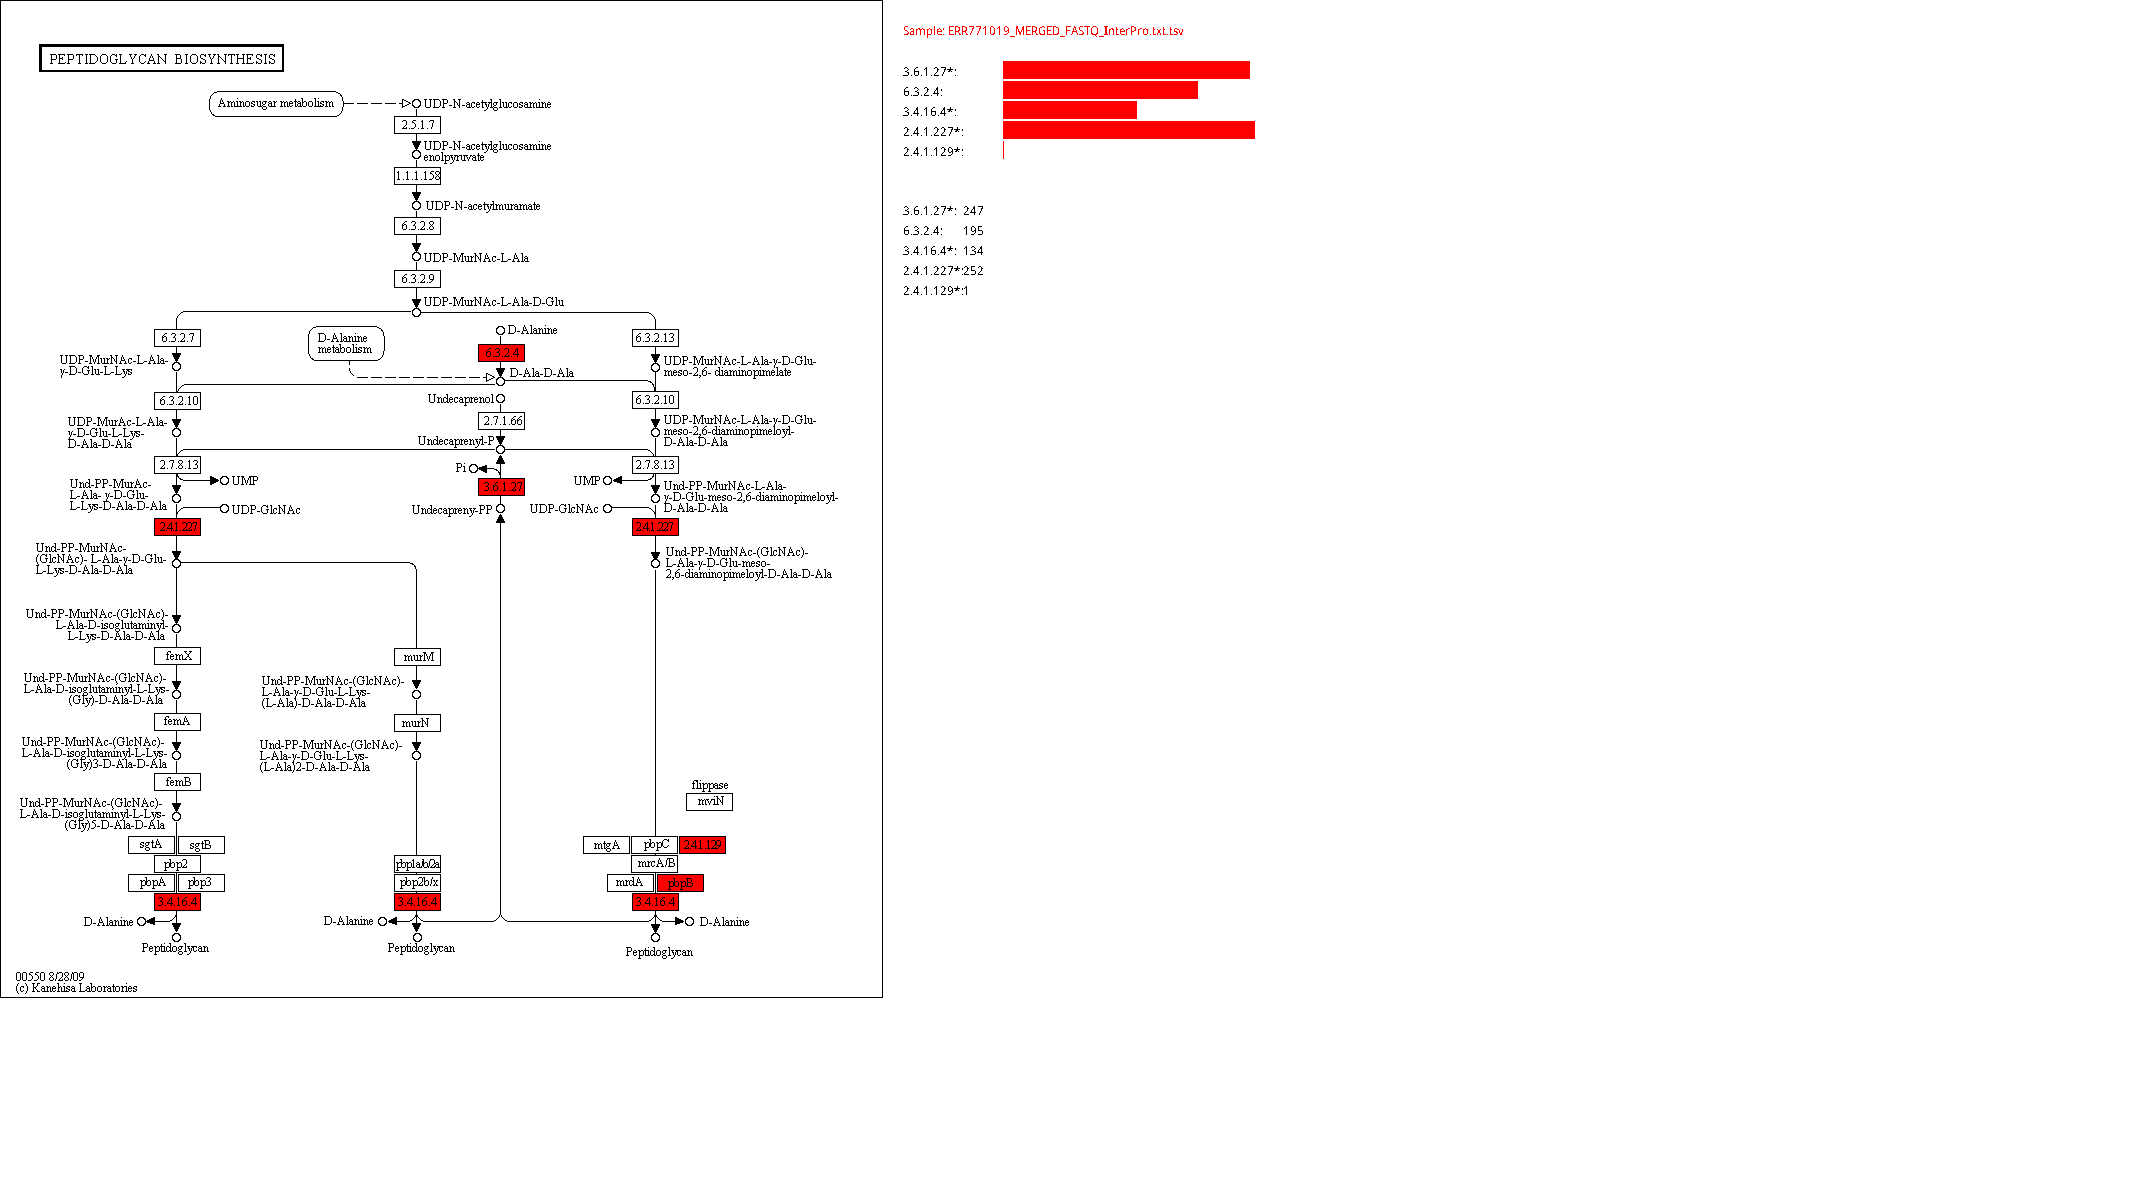 PEPTIDOGLYCAN BIOSYNTHESIS
Aminosugar metabolism
UDP-N-acetylglucosamine
2.5.1.7
UDP-N-acetylglucosamine
enolpyruvate
1.1.1.158
UDP-N-acetylmuramate
6.3.2.8
UDP-MurNAc-L-Ala
6.3.2.9
UDP-MurNAc-L-Ala-D-Glu
6.3.2.7
D-Alanine
metabolism
D-Alanine
6.3.2.4
6.3.2.13
UDP-MurNAc-L-Ala-
γ-D-Glu-L-Lys
D-Ala-D-Ala
UDP-MurNAc-L-Ala-γ-D-Glu-
meso-2,6- diaminopimelate
6.3.2.10
Undecaprenol
6.3.2.10
2.7.1.66
UDP-MurAc-L-Ala-
γ-D-Glu-L-Lys-
D-Ala-D-Ala
Undecaprenyl-P
UDP-MurNAc-L-Ala-γ-D-Glu-
meso-2,6-diaminopimeloyl-
D-Ala-D-Ala
2.7.8.13
Pi
2.7.8.13
UMP
3.6.1.27
UMP
Und-PP-MurAc-
L-Ala- γ-D-Glu-
L-Lys-D-Ala-D-Ala
UDP-GlcNAc
Undecapreny-PP
UDP-GlcNAc
Und-PP-MurNAc-L-Ala-
γ-D-Glu-meso-2,6-diaminopimeloyl-
D-Ala-D-Ala
2.4.1.227
2.4.1.227
Und-PP-MurNAc-
(GlcNAc)- L-Ala-γ-D-Glu-
L-Lys-D-Ala-D-Ala
Und-PP-MurNAc-(GlcNAc)-
L-Ala-γ-D-Glu-meso-
2,6-diaminopimeloyl-D-Ala-D-Ala
Und-PP-MurNAc-(GlcNAc)-
L-Ala-D-isoglutaminyl-
L-Lys-D-Ala-D-Ala
femX
murM
Und-PP-MurNAc-(GlcNAc)-
L-Ala-D-isoglutaminyl-L-Lys-
(Gly)-D-Ala-D-Ala
Und-PP-MurNAc-(GlcNAc)-
L-Ala-γ-D-Glu-L-Lys-
(L-Ala)-D-Ala-D-Ala
femA
murN
Und-PP-MurNAc-(GlcNAc)-
L-Ala-D-isoglutaminyl-L-Lys-
(Gly)3-D-Ala-D-Ala
Und-PP-MurNAc-(GlcNAc)-
L-Ala-γ-D-Glu-L-Lys-
(L-Ala)2-D-Ala-D-Ala
femB
flippase
mviN
Und-PP-MurNAc-(GlcNAc)-
L-Ala-D-isoglutaminyl-L-Lys-
(Gly)5-D-Ala-D-Ala
sgtA sgtB
mtgA pbpC 2.4.1.129
pbp2
pbp1a/b/2a
mrcA/B
pbpA pbp3
pbp2b/x
mrdA pbpB
3.4.16.4
3.4.16.4
3.4.16.4
D-Alanine
D-Alanine
D-Alanine
Peptidoglycan
Peptidoglycan
Peptidoglycan
00550 8/28/09
(c) Kanehisa Laboratories
Sample: ERR771019_MERGED_FASTQ_InterPro.txt.tsv
3.6.1.27*:
6.3.2.4:
3.4.16.4*:
2.4.1.227*:
2.4.1.129*:
3.6.1.27*: 247
6.3.2.4: 195
3.4.16.4*: 134
2.4.1.227*:252
2.4.1.129*:1